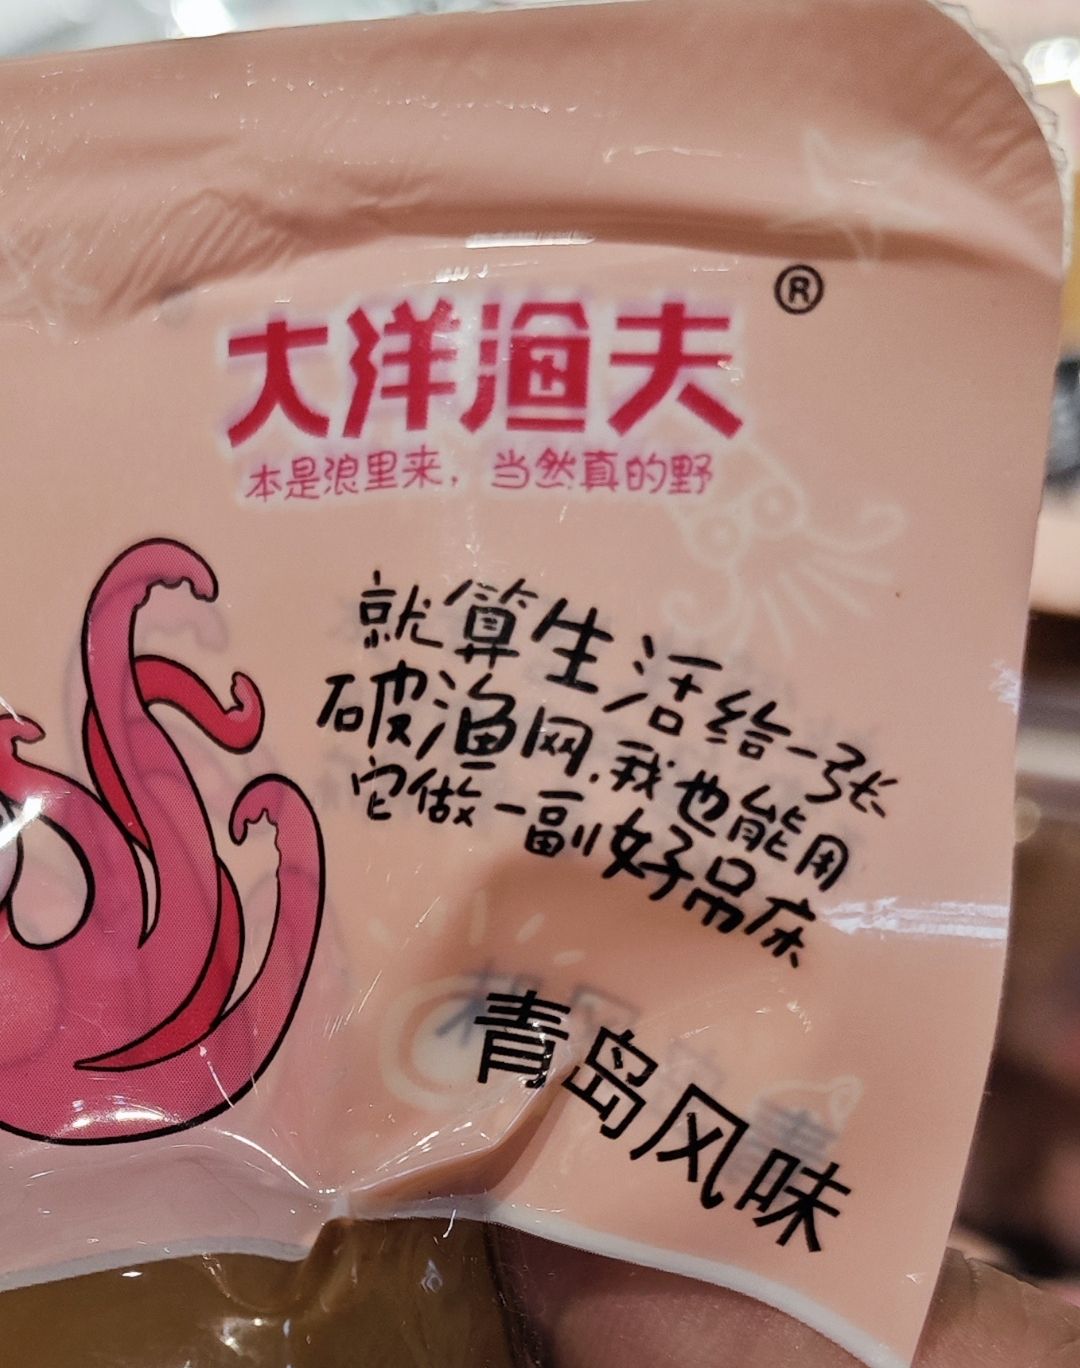 大洋渔夫®
本是浪里来，当然真的野
就算生活给一张
破渔网，我也能用
它做一副好吊床
青岛风味